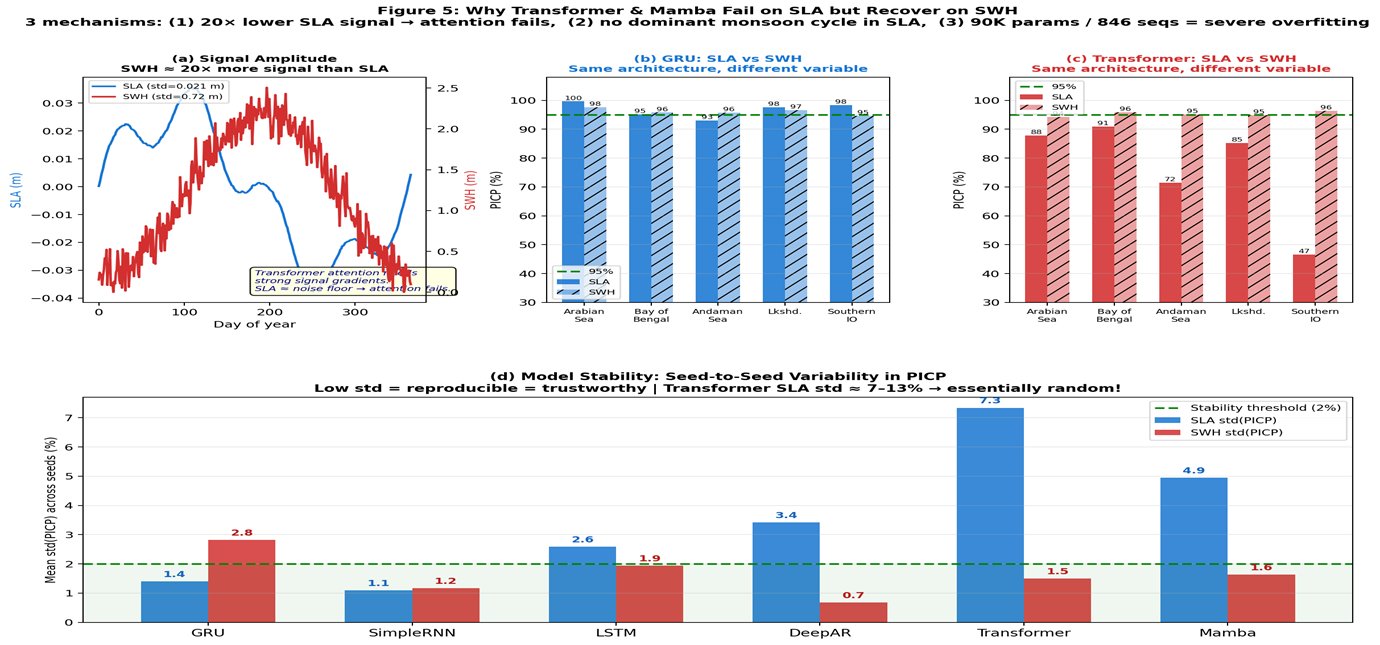 Figure 5: Why Transformer & Mamba Fail on SLA but Recover on SWH
3 mechanisms: (1) 20× lower SLA signal → attention fails,  (2) no dominant monsoon cycle in SLA,  (3) 90K params / 846 seqs = severe overfitting
(a) Signal Amplitude
SWH ≈ 20× more signal than SLA
SLA (std=0.021 m)
SWH (std=0.72 m)
SLA (m)
0.03
0.02
0.01
0.00
−0.01
−0.02
−0.03
−0.04
2.5
2.0
1.5
1.0
0.5
0.0
SWH (m)
Transformer attention
strong signal gradients.
SLA ≈ noise floor → attention fails.
0 100 200 300
Day of year
(b) GRU: SLA vs SWH
Same architecture, different variable
PICP (%)
100
90
80
70
60
50
40
30
100 98 95 96 93 96 98 97 98 95
95%
SLA
SWH
Arabian Sea
Bay of Bengal
Andaman Sea
Lkshd.
Southern IO
(c) Transformer: SLA vs SWH
Same architecture, different variable
PICP (%)
100
90
80
70
60
50
40
30
95%
SLA
SWH
88 91 96 72 95 85 95 47 96
Arabian Sea
Bay of Bengal
Andaman Sea
Lkshd.
Southern IO
(d) Model Stability: Seed-to-Seed Variability in PICP
Low std = reproducible = trustworthy | Transformer SLA std ≈ 7–13% → essentially random!
Mean std(PICP) across seeds (%)
7
6
5
4
3
2
1
0
Stability threshold (2%)
SLA std(PICP)
SWH std(PICP)
1.4 2.8 1.1 1.2 2.6 1.9 3.4 0.7 7.3 1.5 4.9 1.6
GRU SimpleRNN LSTM DeepAR Transformer Mamba